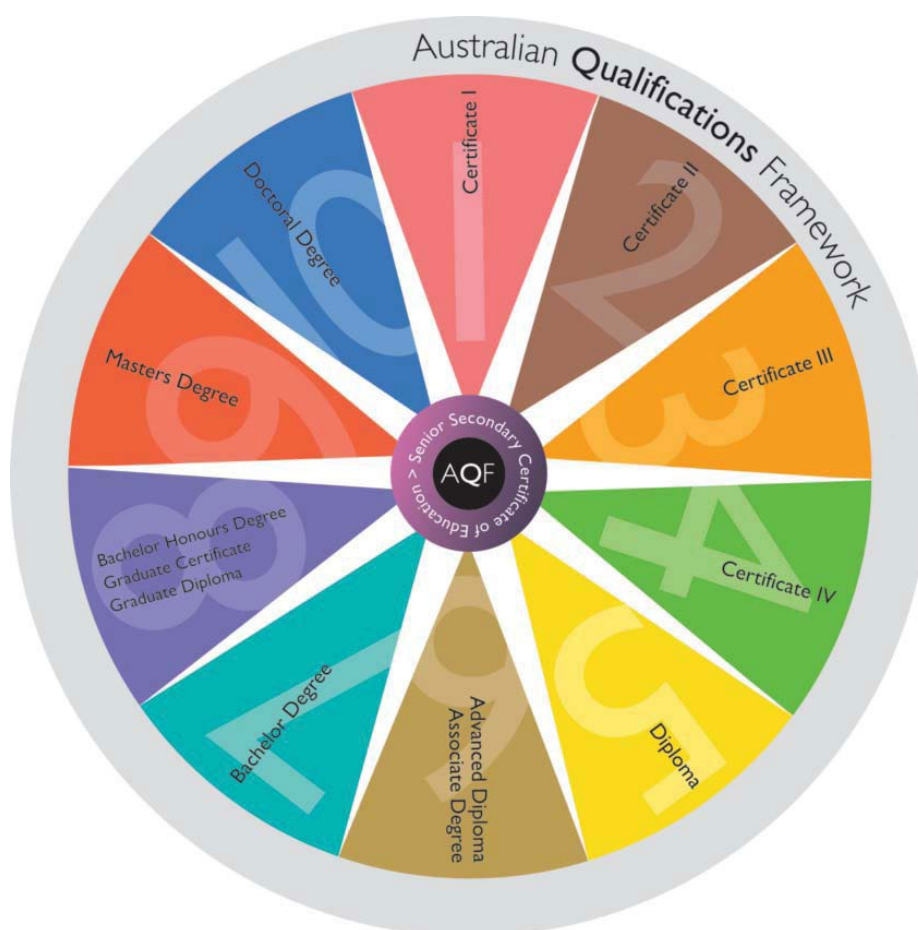 Australian Qualifications Framework
1
Certificate I
2
Certificate II
3
Certificate III
4
Certificate IV
5
Diploma
6
Advanced Diploma
Associate Degree
7
Bachelor Degree
8
Bachelor Honours Degree
Graduate Certificate
Graduate Diploma
9
Masters Degree
10
Doctoral Degree
Senior Secondary Certificate of Education >
AQF